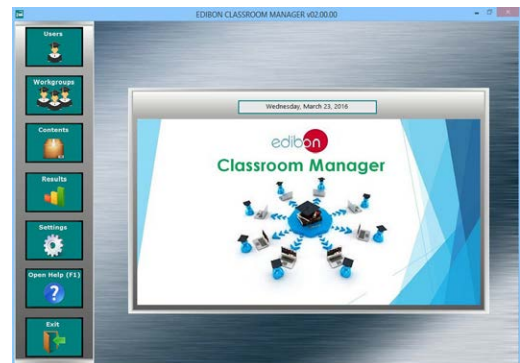 EDIBON CLASSROOM MANAGER v02.00.00
Users
Workgroups
Contents
Results
Settings
Open Help (F1)
?
Exit
Wednesday, March 23, 2016
edibon
Classroom Manager